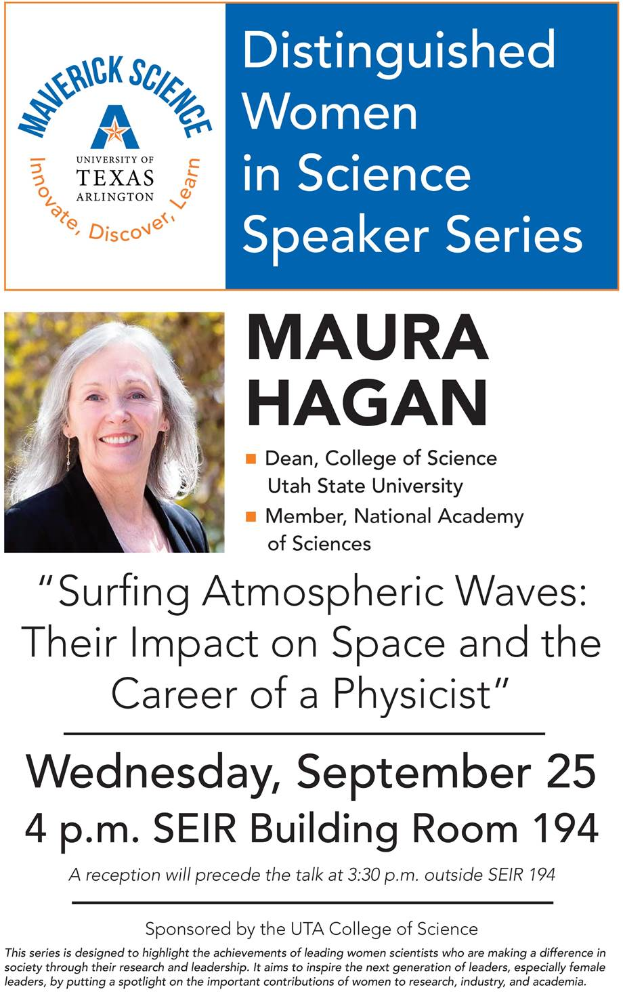 MAVERICK SCIENCE
UNIVERSITY OF
TEXAS
ARLINGTON
Innovate, Discover, Learn
Distinguished
Women
in Science
Speaker Series
MAURA
HAGAN
Dean, College of Science
Utah State University
Member, National Academy
of Sciences
“Surfing Atmospheric Waves:
Their Impact on Space and the
Career of a Physicist”
Wednesday, September 25
4 p.m. SEIR Building Room 194
A reception will precede the talk at 3:30 p.m. outside SEIR 194
Sponsored by the UTA College of Science
This series is designed to highlight the achievements of leading women scientists who are making a difference in
society through their research and leadership. It aims to inspire the next generation of leaders, especially female
leaders, by putting a spotlight on the important contributions of women to research, industry, and academia.